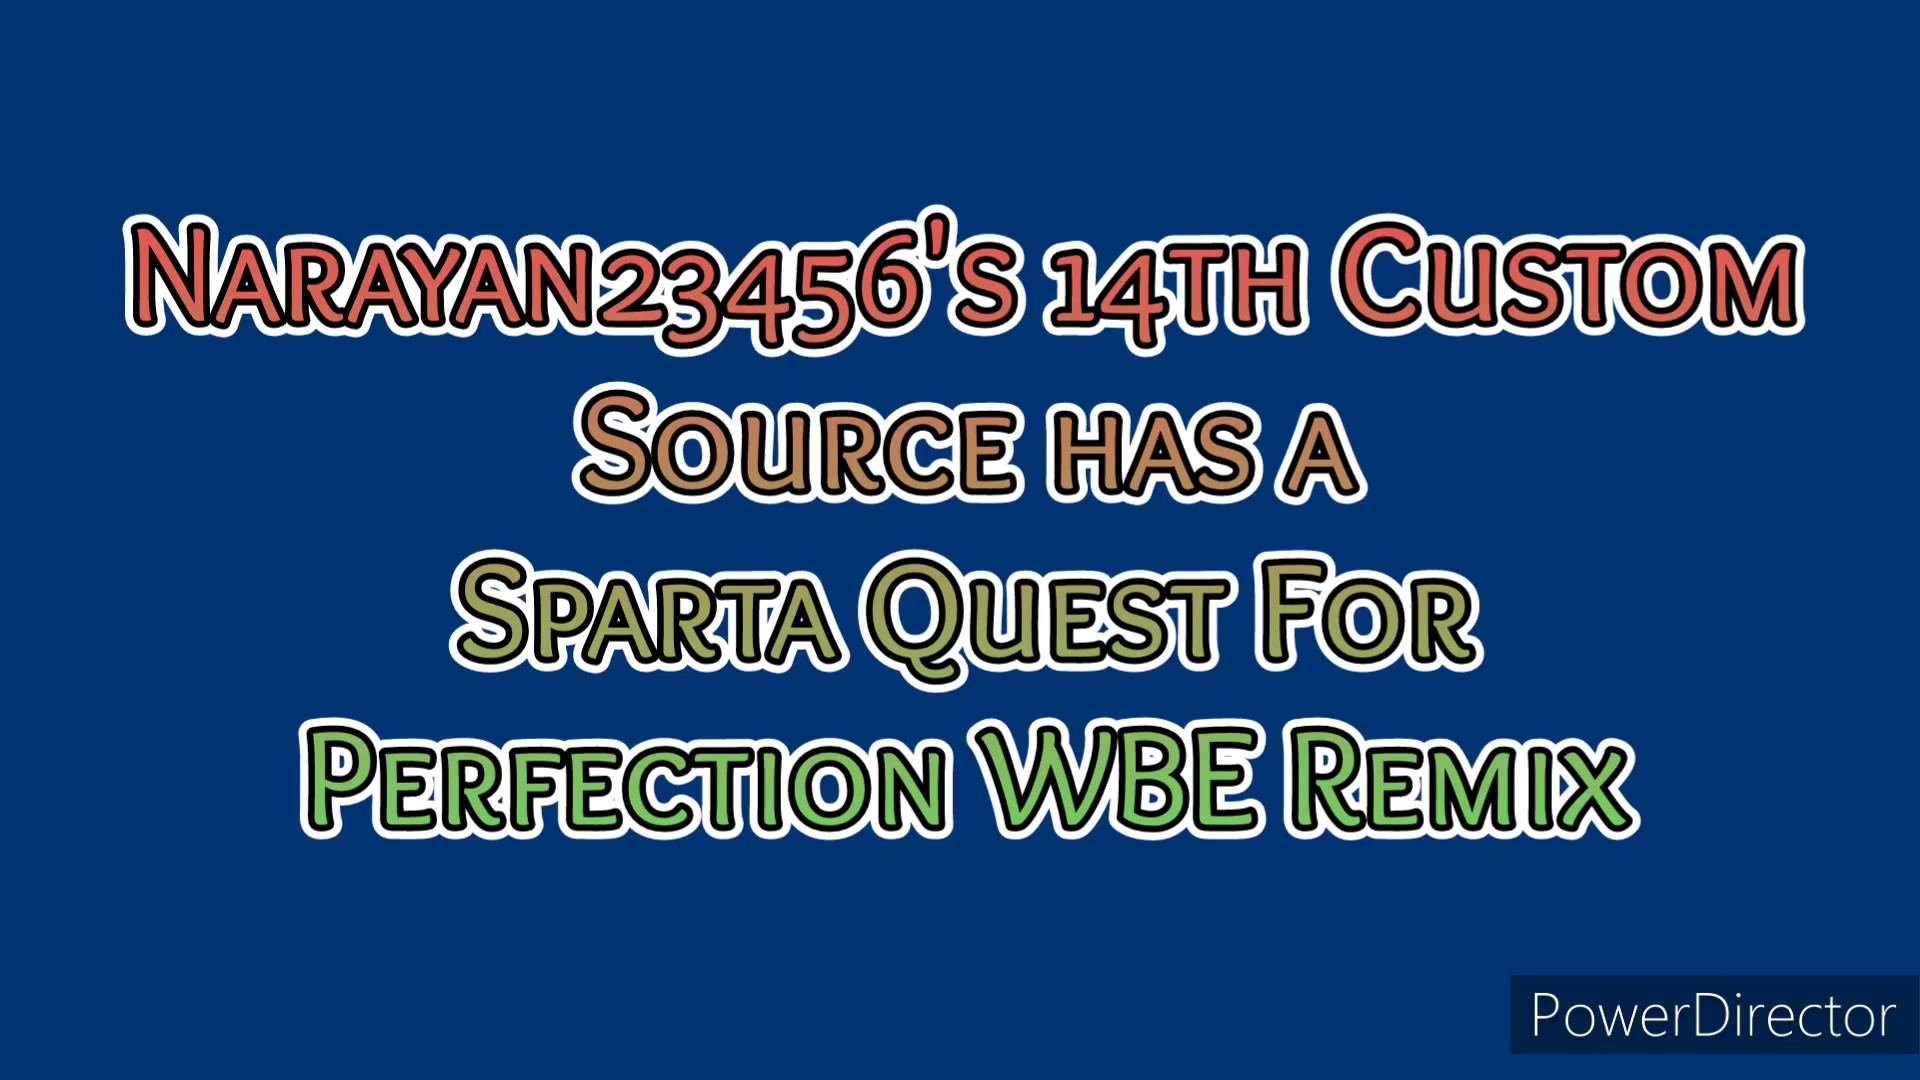 Narayan23456's 14th Custom
Source has a
Sparta Quest For
Perfection WBE Remix
PowerDirector